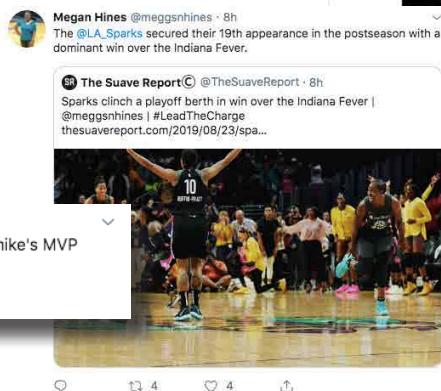 Megan Hines @meggsnhines · 8h
The @LA_Sparks secured their 19th appearance in the postseason with a
dominant win over the Indiana Fever.
SR The Suave Report© @TheSuaveReport · 8h
Sparks clinch a playoff berth in win over the Indiana Fever |
@meggsnhines | #LeadTheCharge
thesuavereport.com/2019/08/23/spa...
10
nike's MVP
4 4